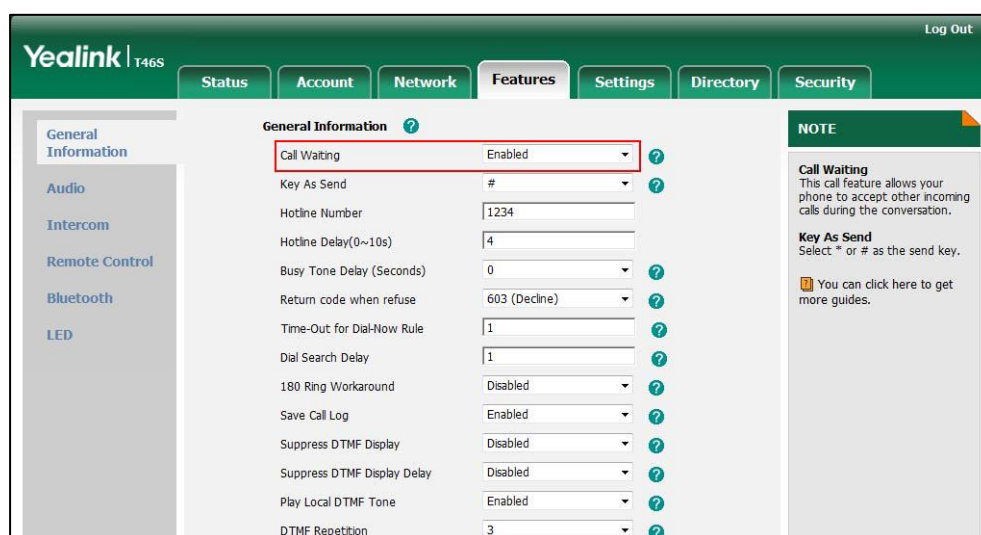 Log Out
Yealink | T46S
Status Account Network Features Settings Directory Security
General
Information
Audio
Intercom
Remote Control
Bluetooth
LED
General Information ?
Call Waiting Enabled ?
Key As Send # ?
Hotline Number 1234
Hotline Delay(0~10s) 4
Busy Tone Delay (Seconds) 0 ?
Return code when refuse 603 (Decline) ?
Time-Out for Dial-Now Rule 1 ?
Dial Search Delay 1 ?
180 Ring Workaround Disabled ?
Save Call Log Enabled ?
Suppress DTMF Display Disabled ?
Suppress DTMF Display Delay Disabled ?
Play Local DTMF Tone Enabled ?
DTMF Repetition 3 ?
NOTE
Call Waiting
This call feature allows your
phone to accept other incoming
calls during the conversation.
Key As Send
Select * or # as the send key.
? You can click here to get
more guides.